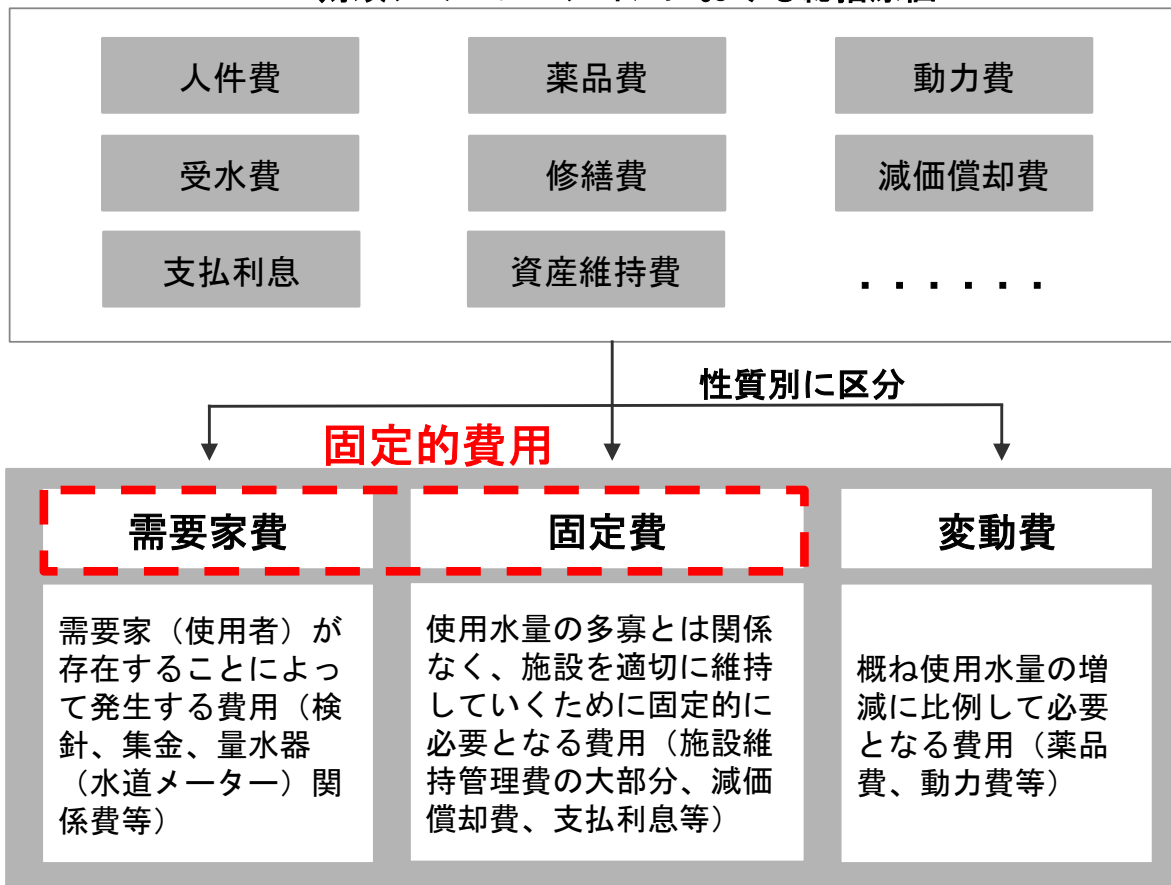 人件費
薬品費
動力費
受水費
修繕費
減価償却費
支払利息
資産維持費
......
性質別に区分
固定的費用
需要家費
固定費
変動費
需要家（使用者）が
存在することによっ
て発生する費用（検
針、集金、量水器
（水道メーター）関
係費等）
使用水量の多寡とは関係
なく、施設を適切に維持
していくために固定的に
必要となる費用（施設維
持管理費の大部分、減価
償却費、支払利息等）
概ね使用水量の増
減に比例して必要
となる費用（薬品
費、動力費等）